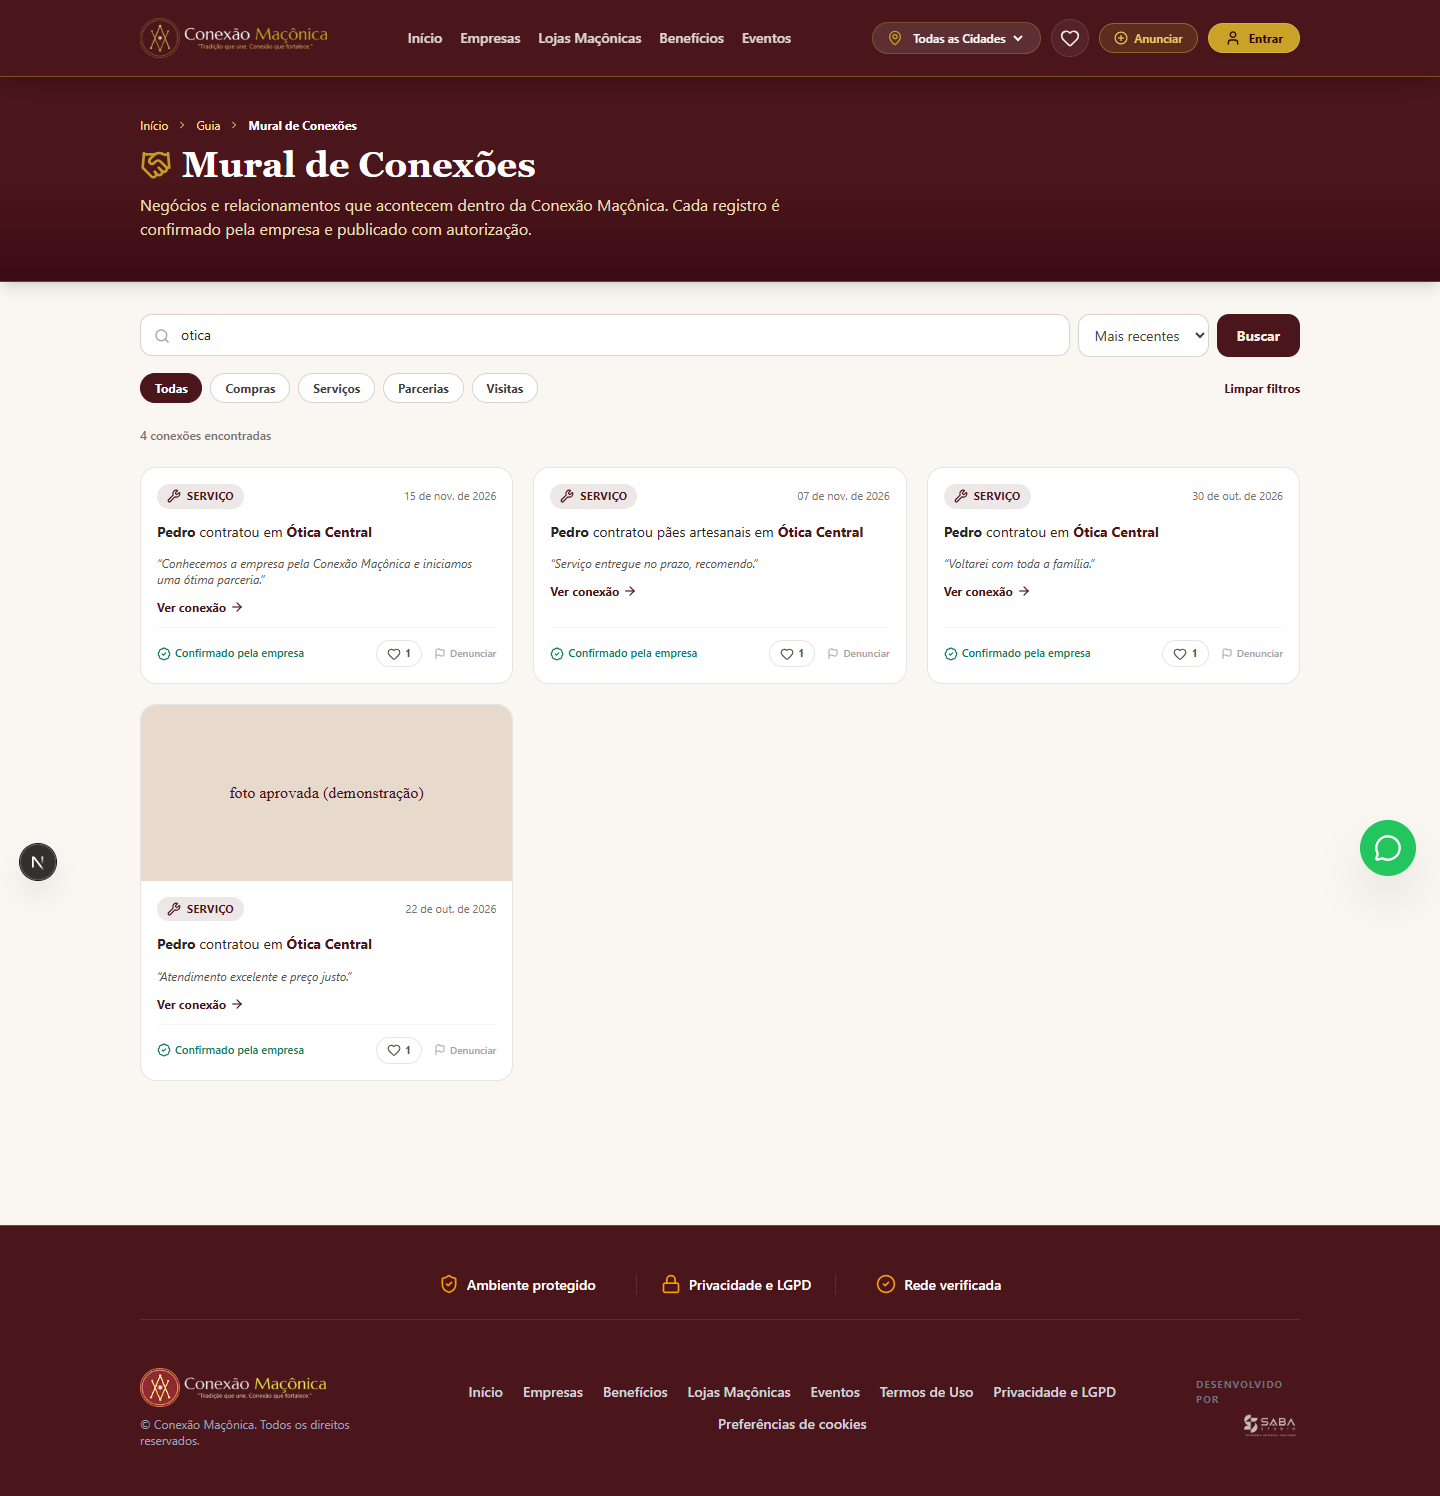 Conexão Maçônica
"Tradição que une. Conexão que fortalece."
Início
Empresas
Lojas Maçônicas
Benefícios
Eventos
Todas as Cidades
Anunciar
Entrar
Início > Guia > Mural de Conexões
Mural de Conexões
Negócios e relacionamentos que acontecem dentro da Conexão Maçônica. Cada registro é
confirmado pela empresa e publicado com autorização.
otica
Mais recentes
Buscar
Todas
Compras
Serviços
Parcerias
Visitas
Limpar filtros
4 conexões encontradas
SERVIÇO
15 de nov. de 2026
Pedro contratou em Ótica Central
"Conhecemos a empresa pela Conexão Maçônica e iniciamos
uma ótima parceria."
Ver conexão →
Confirmado pela empresa
1
Denunciar
SERVIÇO
07 de nov. de 2026
Pedro contratou pães artesanais em Ótica Central
"Serviço entregue no prazo, recomendo."
Ver conexão →
Confirmado pela empresa
1
Denunciar
SERVIÇO
30 de out. de 2026
Pedro contratou em Ótica Central
"Voltarei com toda a família."
Ver conexão →
Confirmado pela empresa
1
Denunciar
foto aprovada (demonstração)
SERVIÇO
22 de out. de 2026
Pedro contratou em Ótica Central
"Atendimento excelente e preço justo."
Ver conexão →
Confirmado pela empresa
1
Denunciar
N
Ambiente protegido
Privacidade e LGPD
Rede verificada
Conexão Maçônica
"Tradição que une. Conexão que fortalece."
© Conexão Maçônica. Todos os direitos
reservados.
Início
Empresas
Benefícios
Lojas Maçônicas
Eventos
Termos de Uso
Privacidade e LGPD
Preferências de cookies
DESENVOLVIDO
POR
SABA
STUDIO